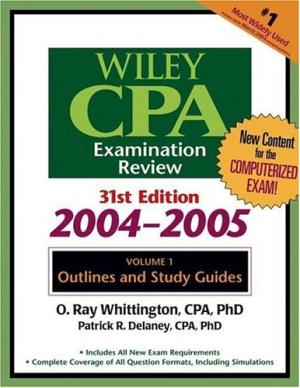 #1
Most Widely Used
WILEY
CPA
Examination
Review
New Content
for the
COMPUTERIZED
EXAM!
31st Edition
2004–2005
VOLUME 1
Outlines and Study Guides
O. Ray Whittington, CPA, PhD
Patrick R. Delaney, CPA, PhD
• Includes All New Exam Requirements
• Complete Coverage of All Question Formats, Including Simulations